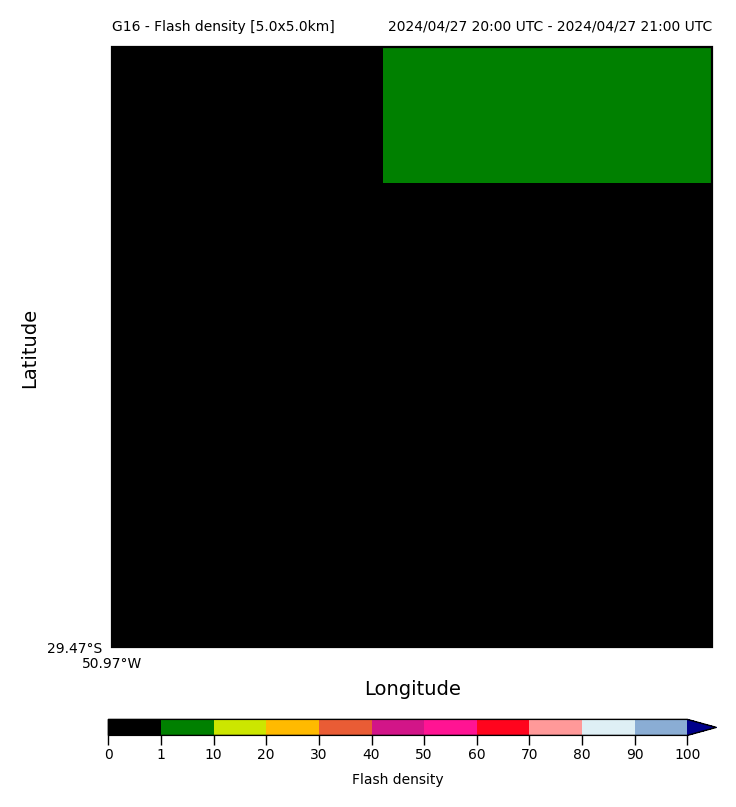 G16 - Flash density [5.0x5.0km] 2024/04/27 20:00 UTC - 2024/04/27 21:00 UTC
Latitude
29.47°S
50.97°W
Longitude
0 1 10 20 30 40 50 60 70 80 90 100
Flash density